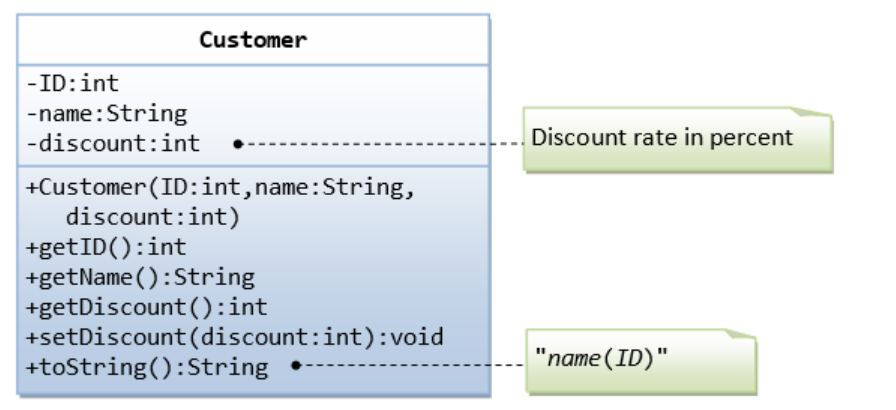 Customer
-ID:int
-name:String
-discount:int
Discount rate in percent
+Customer(ID:int,name:String,
discount:int)
+getID():int
+getName():String
+getDiscount():int
+setDiscount(discount:int):void
+toString():String
"name(ID)"